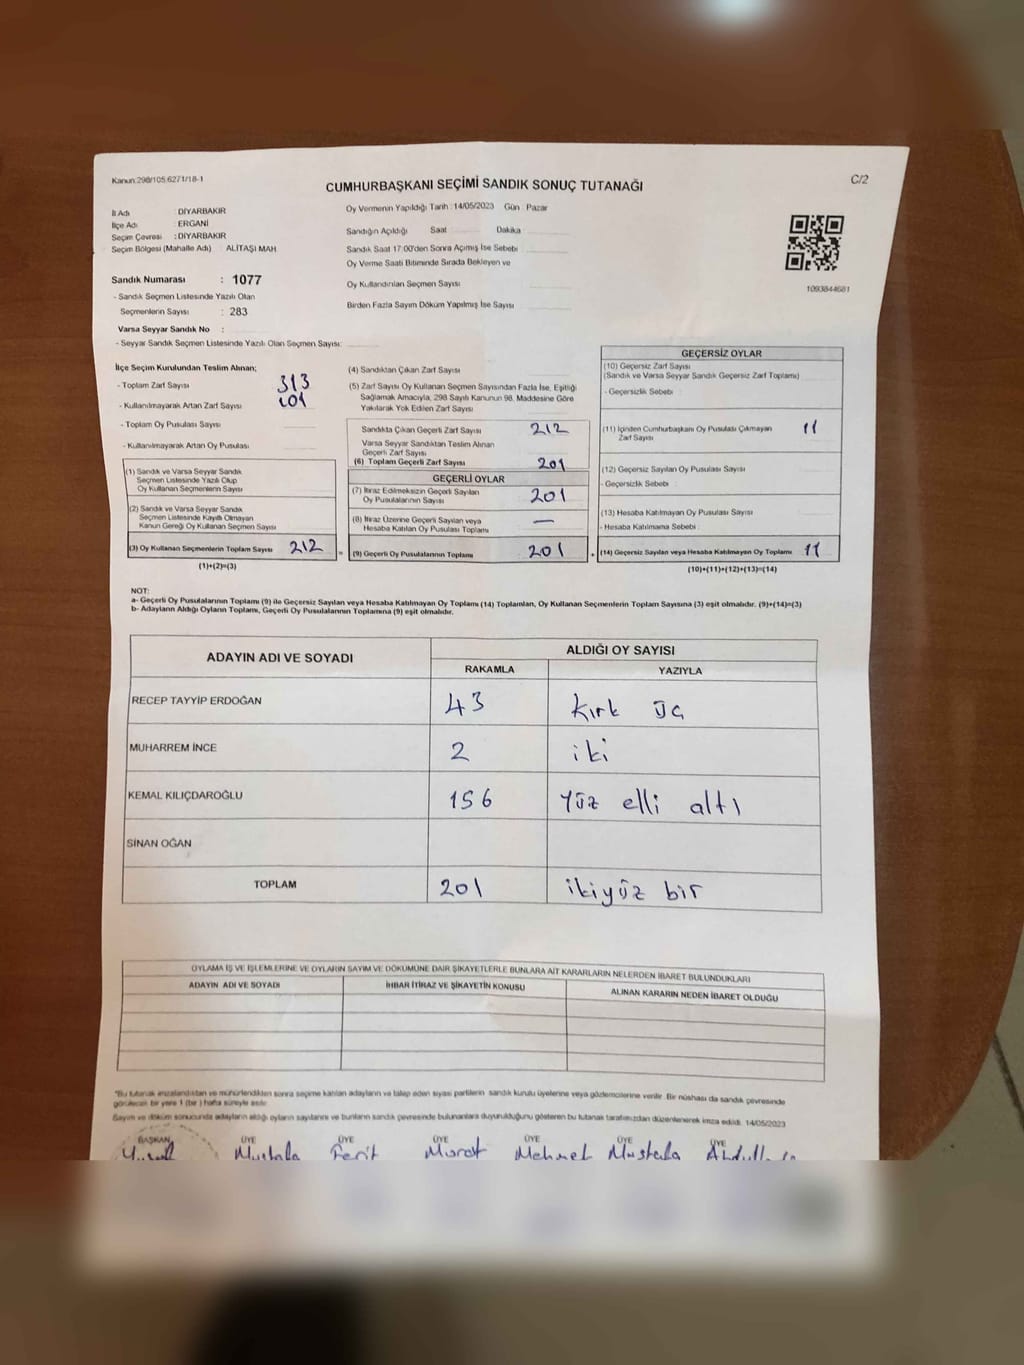 Kanun:298/105.6271/18-1
CUMHURBAŞKANI SEÇİMİ SANDIK SONUÇ TUTANAĞI
C/2
İl Adı : DİYARBAKIR
İlçe Adı : ERGANİ
Seçim Çevresi : DİYARBAKIR
Seçim Bölgesi (Mahalle Adı) : ALİTAŞI MAH.
Sandık Numarası : 1077
- Sandık Seçmen Listesinde Yazılı Olan
Seçmenlerin Sayısı : 283
Varsa Seyyar Sandık No :
- Seyyar Sandık Seçmen Listesinde Yazılı Olan Seçmen Sayısı:
Oy Vermenin Yapıldığı Tarih : 14/05/2023 Gün : Pazar
Sandığın Açıldığı Saat Dakika
Sandık Saat 17:00'den Sonra Açılmış İse Sebebi
Oy Verme Saati Bitiminde Sırada Bekleyen ve
Oy Kullandırılan Seçmen Sayısı
Birden Fazla Sayım Döküm Yapılmış İse Sayısı
1093844681
İlçe Seçim Kurulundan Teslim Alınan;
- Toplam Zarf Sayısı 313
- Kullanılmayarak Artan Zarf Sayısı 101
- Toplam Oy Pusulası Sayısı
- Kullanılmayarak Artan Oy Pusulası
(1) Sandık ve Varsa Seyyar Sandık
Seçmen Listesinde Yazılı Olup
Oy Kullanan Seçmenlerin Sayısı
(2) Sandık ve Varsa Seyyar Sandık
Seçmen Listesinde Kayıtlı Olmayan
Kanun Gereği Oy Kullanan Seçmen Sayısı
(3) Oy Kullanan Seçmenlerin Toplam Sayısı 212
(1)+(2)=(3)
(4) Sandıktan Çıkan Zarf Sayısı
(5) Zarf Sayısı Oy Kullanan Seçmen Sayısından Fazla İse, Eşitliği
Sağlamak Amacıyla, 298 Sayılı Kanunun 98. Maddesine Göre
Yakılarak Yok Edilen Zarf Sayısı
Sandıkta Çıkan Geçerli Zarf Sayısı 212
Varsa Seyyar Sandıktan Teslim Alınan
Geçerli Zarf Sayısı
(6) Toplam Geçerli Zarf Sayısı 201
GEÇERLİ OYLAR
(7) İtiraz Edilmeksizin Geçerli Sayılan
Oy Pusulalarının Sayısı 201
(8) İtiraz Üzerine Geçerli Sayılan veya
Hesaba Katılan Oy Pusulası Toplamı —
= (9) Geçerli Oy Pusulalarının Toplamı 201
GEÇERSİZ OYLAR
(10) Geçersiz Zarf Sayısı
(Sandık ve Varsa Seyyar Sandık Geçersiz Zarf Toplamı)
- Geçersizlik Sebebi :
(11) İçinden Cumhurbaşkanı Oy Pusulası Çıkmayan
Zarf Sayısı 11
(12) Geçersiz Sayılan Oy Pusulası Sayısı
- Geçersizlik Sebebi :
(13) Hesaba Katılmayan Oy Pusulası Sayısı
- Hesaba Katılmama Sebebi :
+ (14) Geçersiz Sayılan veya Hesaba Katılmayan Oy Toplamı 11
(10)+(11)+(12)+(13)=(14)
NOT:
a- Geçerli Oy Pusulalarının Toplamı (9) ile Geçersiz Sayılan veya Hesaba Katılmayan Oy Toplamı (14) Toplamları, Oy Kullanan Seçmenlerin Toplam Sayısına (3) eşit olmalıdır. (9)+(14)=(3)
b- Adayların Aldığı Oyların Toplamı, Geçerli Oy Pusulalarının Toplamına (9) eşit olmalıdır.
ADAYIN ADI VE SOYADI
ALDIĞI OY SAYISI
RAKAMLA YAZIYLA
RECEP TAYYİP ERDOĞAN 43 Kırk üç
MUHARREM İNCE 2 iki
KEMAL KILIÇDAROĞLU 156 Yüz elli altı
SİNAN OĞAN
TOPLAM 201 ikiyüz bir
OYLAMA İŞ VE İŞLEMLERİNE VE OYLARIN SAYIM VE DÖKÜMÜNE DAİR ŞİKAYETLERLE BUNLARA AİT KARARLARIN NELERDEN İBARET BULUNDUKLARI
ADAYIN ADI VE SOYADI İHBAR İTİRAZ VE ŞİKAYETİN KONUSU ALINAN KARARIN NEDEN İBARET OLDUĞU
"Bu tutanak imzalandıktan ve mühürlendikten sonra seçime katılan adayların ve talep eden siyasi partilerin sandık kurulu üyelerine veya gözlemcilerine verilir. Bir nüshası da sandık çevresinde
görülecek bir yere 1 (bir) hafta süreyle asılır.
Sayım ve döküm sonucunda adayların aldığı oyların sayılarını ve bunların sandık çevresinde bulunanlara duyurulduğunu gösteren bu tutanak tarafımızdan düzenlenerek imza edildi. 14/05/2023
BAŞKAN ÜYE ÜYE ÜYE ÜYE ÜYE ÜYE
Mustafa Ferit Murat Mehmet Mustafa